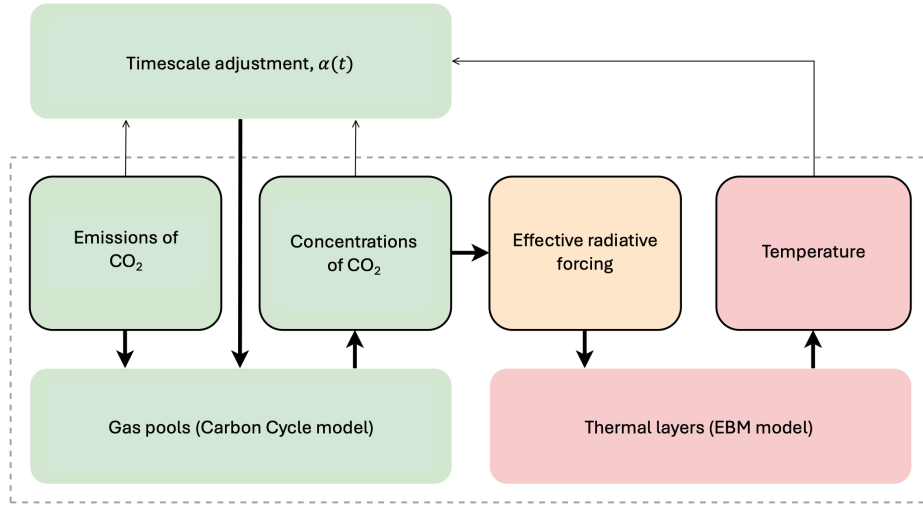 Timescale adjustment, α(t)
Emissions of
CO₂
Concentrations
of CO₂
Effective radiative
forcing
Temperature
Gas pools (Carbon Cycle model)
Thermal layers (EBM model)